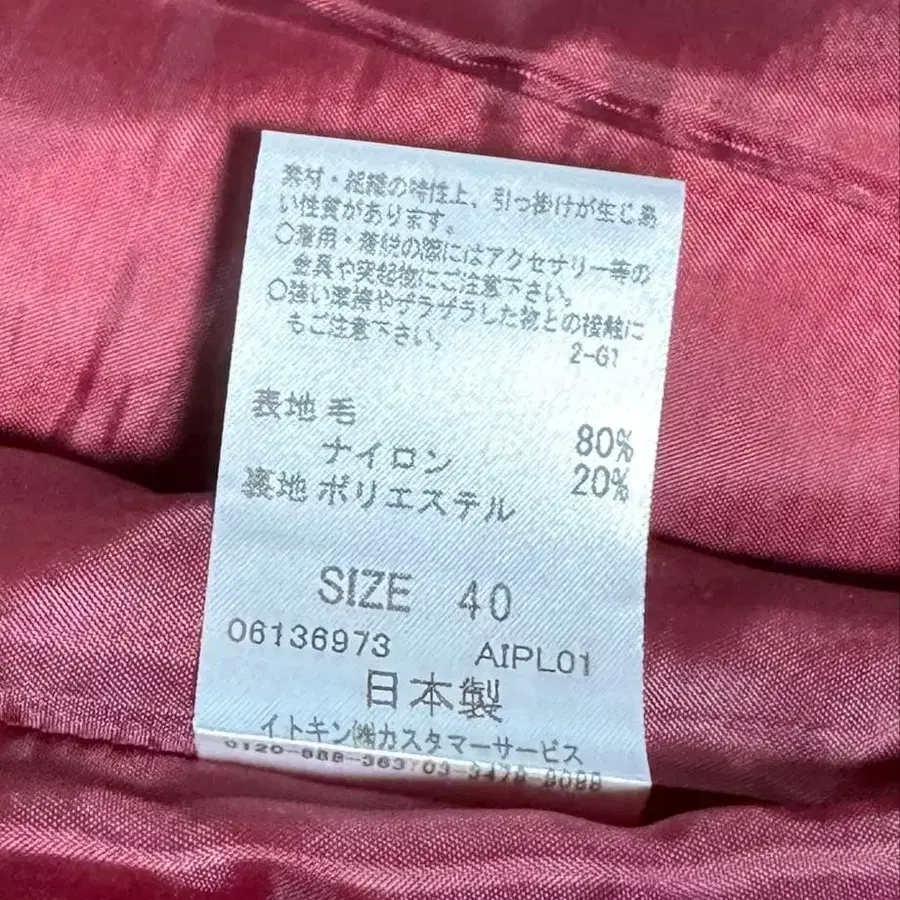 素材・組織の特性上、引っ掛けが生じ易
い性質があります。
○着用・着脱の際にはアクセサリー等の
金具や突起物にご注意下さい。
○強い摩擦やザラザラした物との接触に
もご注意下さい。
2-G1
表地 毛 80%
ナイロン 20%
裏地 ポリエステル
SIZE 40
06136973 AIPL01
日本製
イトキン㈱カスタマーサービス
0120-888-363/03-3478-8088